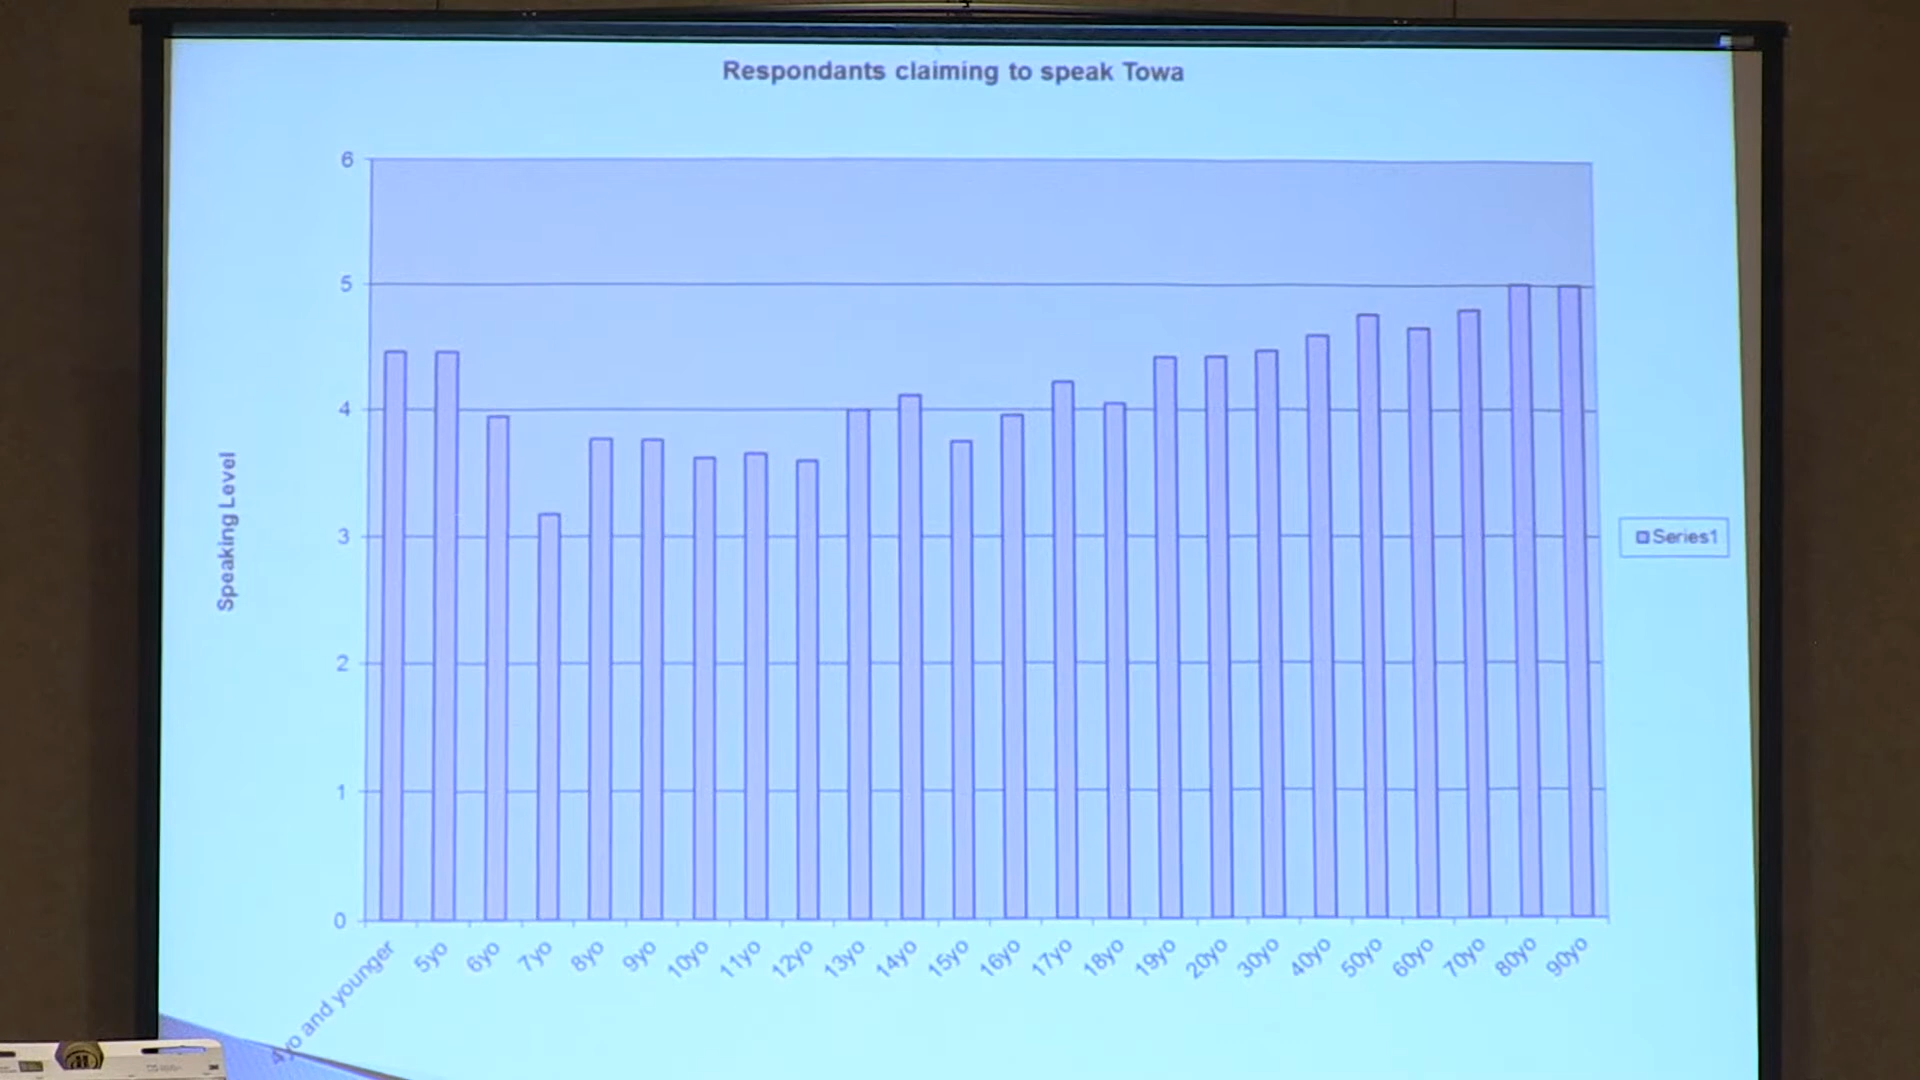 Respondants claiming to speak Towa
6
5
4
3
2
1
0
Speaking Level
Series1
4yo and younger
5yo
6yo
7yo
8yo
9yo
10yo
11yo
12yo
13yo
14yo
15yo
16yo
17yo
18yo
19yo
20yo
30yo
40yo
50yo
60yo
70yo
80yo
90yo